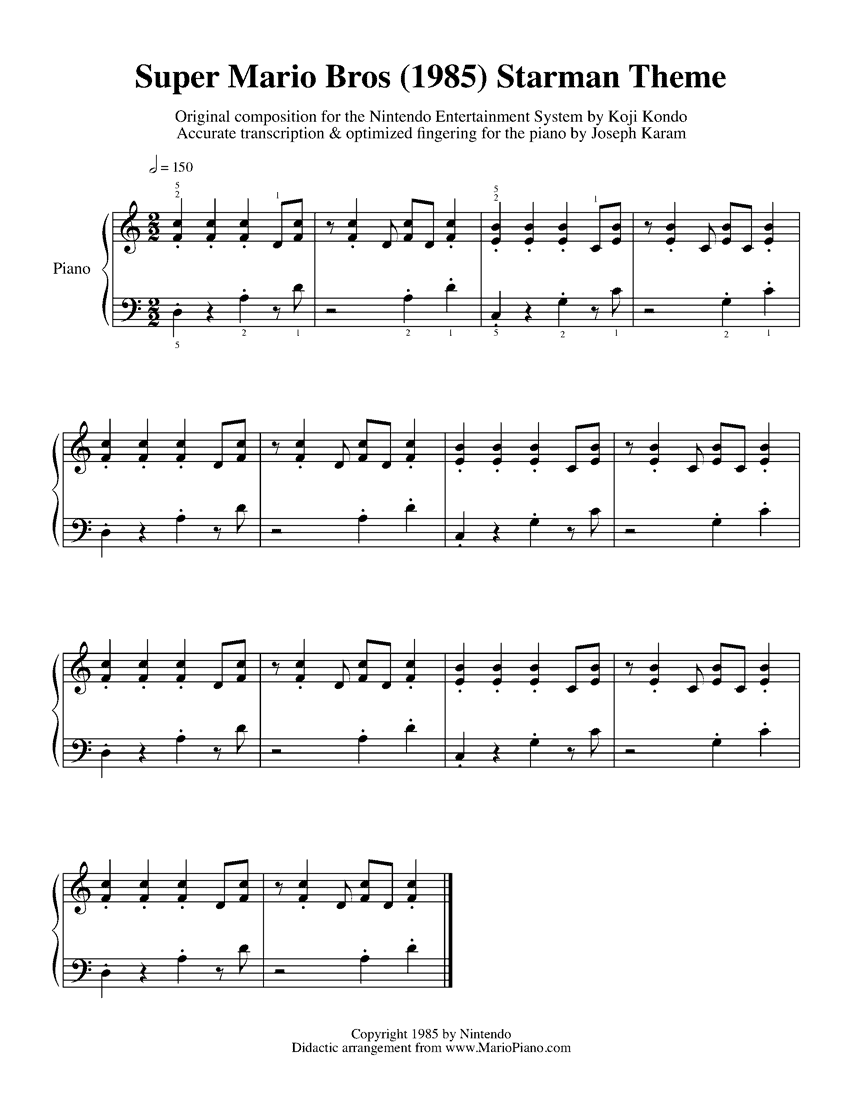 Super Mario Bros (1985) Starman Theme
Original composition for the Nintendo Entertainment System by Koji Kondo
Accurate transcription & optimized fingering for the piano by Joseph Karam
𝅗𝅥 = 150
5
2
1
5
2
1
2
2
Piano
2
2
5
2
1
2
1
5
2
1
2
1
Copyright 1985 by Nintendo
Didactic arrangement from www.MarioPiano.com